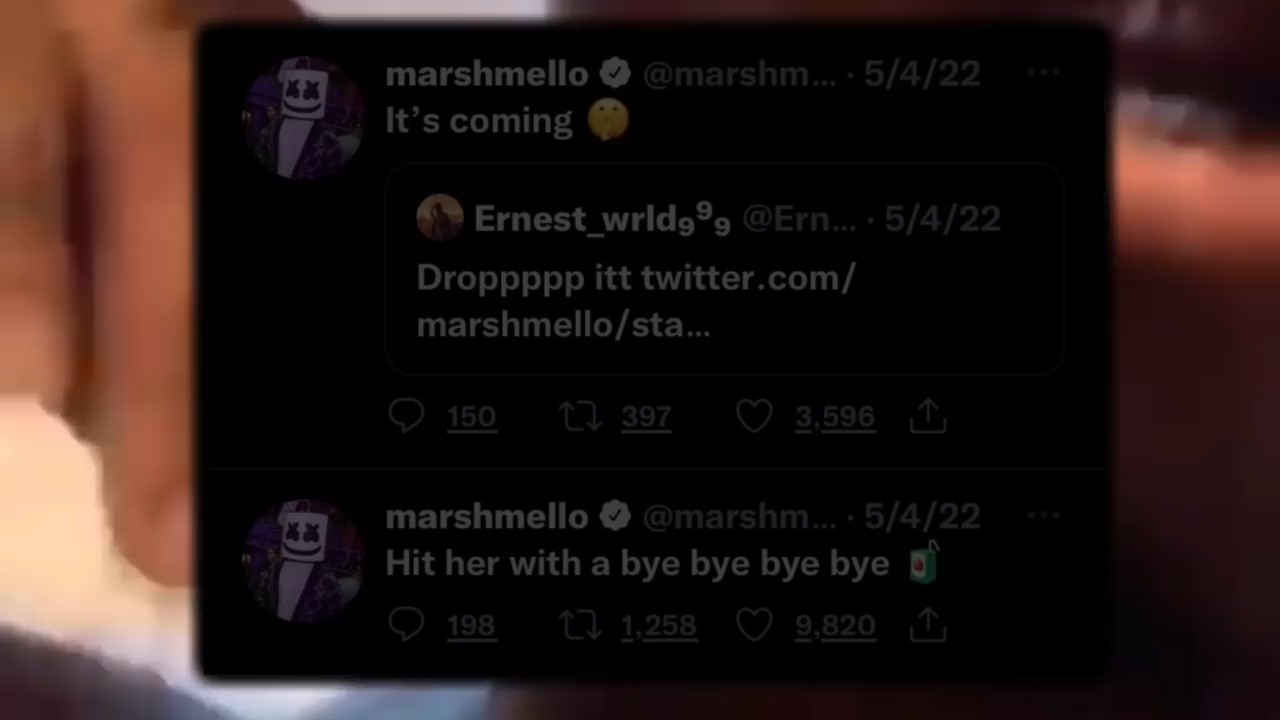 marshmello @marshm... · 5/4/22
It’s coming 🤫
Ernest_wrld₉⁹₉ @Ern... · 5/4/22
Droppppp itt twitter.com/
marshmello/sta...
150 397 3,596
marshmello @marshm... · 5/4/22
Hit her with a bye bye bye bye 🧃
198 1,258 9,820